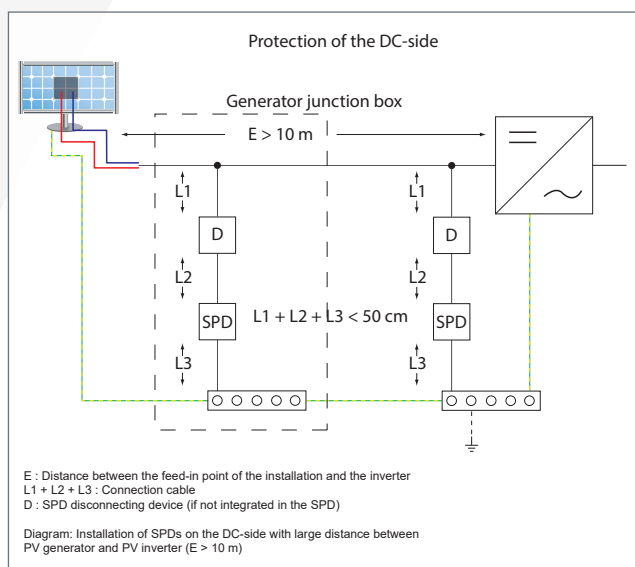 Protection of the DC-side
Generator junction box
E > 10 m
L1
L1
D
D
L2
L2
SPD
L1 + L2 + L3 < 50 cm
SPD
L3
L3
E : Distance between the feed-in point of the installation and the inverter
L1 + L2 + L3 : Connection cable
D : SPD disconnecting device (if not integrated in the SPD)
Diagram: Installation of SPDs on the DC-side with large distance between
PV generator and PV inverter (E > 10 m)